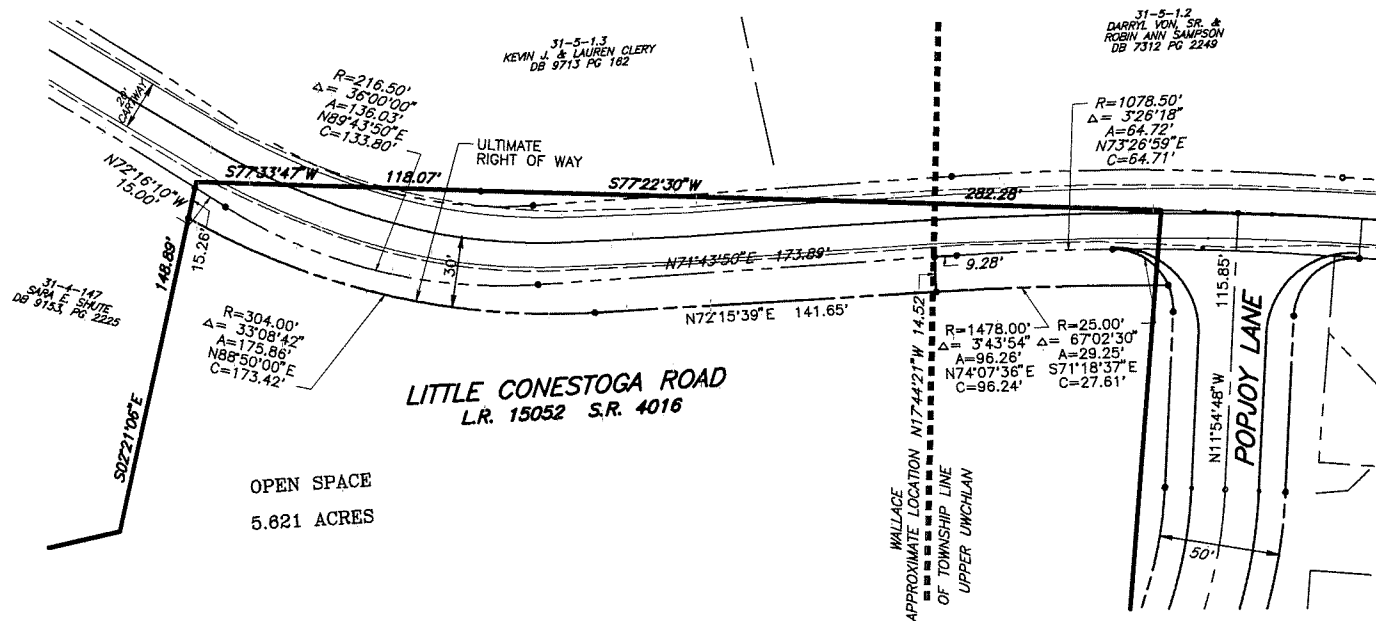 31-5-1.3
KEVIN J. & LAUREN CLERY
DB 9713 PG 162
31-5-1.2
DARRYL VON, SR. &
ROBIN ANN SAMPSON
DB 7312 PG 2249
R=216.50'
Δ= 36°00'00"
A=136.03'
N89°43'50"E
C=133.80'
R=1078.50'
Δ= 3°26'18"
A=64.72'
N73°26'59"E
C=64.71'
28'
CARTWAY
ULTIMATE
RIGHT OF WAY
N72°16'10"W
15.00'
S77°33'47"W
118.07'
S77°22'30"W
282.28'
15.26'
148.89'
30'
N71°43'50"E 173.89'
9.28'
115.85'
31-4-147
SARA E. SHUTE
DB 9153, PG 2225
R=304.00'
Δ= 33°08'42"
A=175.86'
N88°50'00"E
C=173.42'
N72°15'39"E 141.65'
N17°44'21"W 14.52'
R=1478.00'
Δ= 3°43'54"
A=96.26'
N74°07'36"E
C=96.24'
R=25.00'
Δ= 67°02'30"
A=29.25'
S71°18'37"E
C=27.61'
LITTLE CONESTOGA ROAD
L.R. 15052 S.R. 4016
N11°54'48"W
POPJOY LANE
S02°21'06"E
OPEN SPACE
5.621 ACRES
WALLACE
APPROXIMATE LOCATION
OF TOWNSHIP LINE
UPPER UWCHLAN
50'